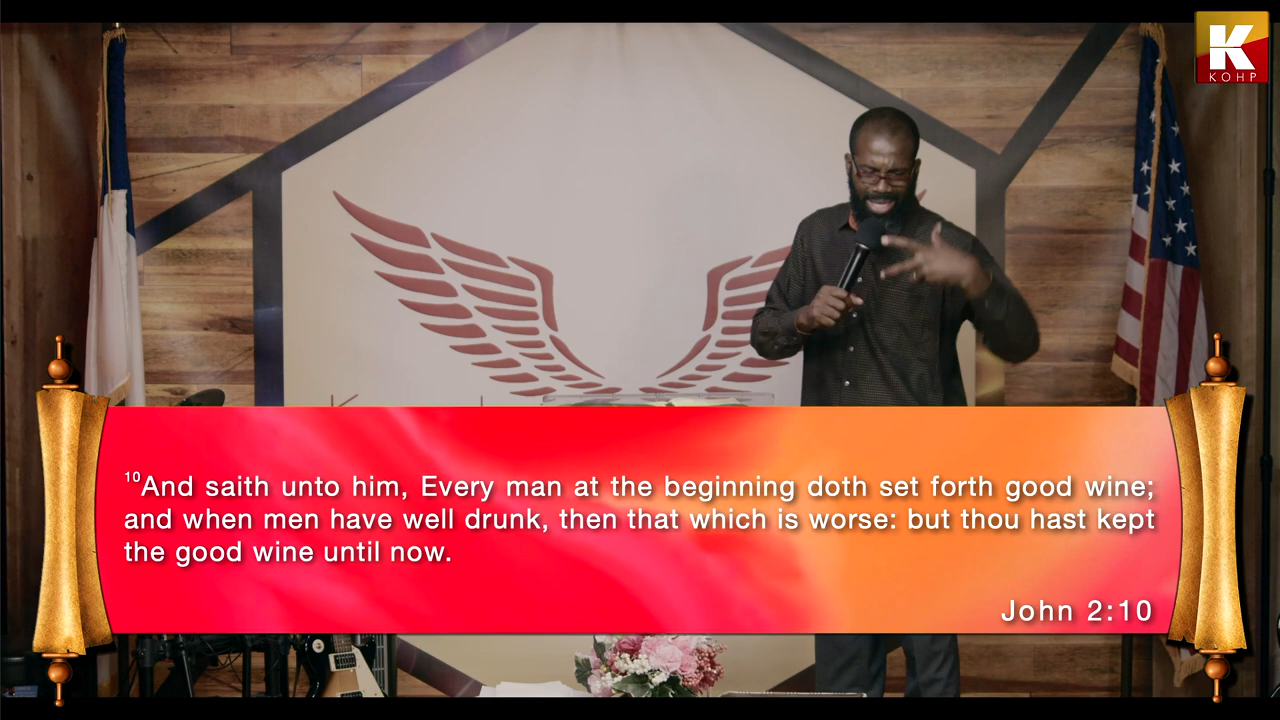 K
KOHP
¹⁰And saith unto him, Every man at the beginning doth set forth good wine;
and when men have well drunk, then that which is worse: but thou hast kept
the good wine until now.
John 2:10